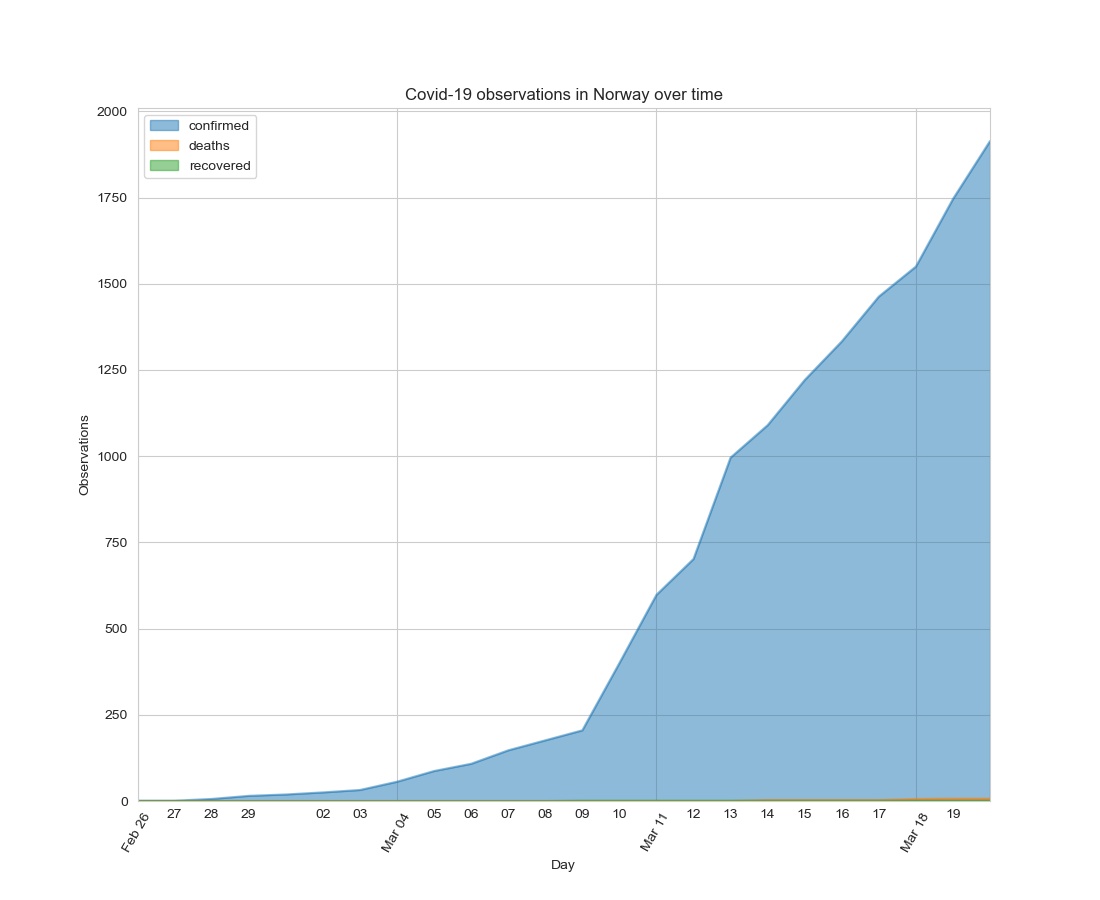 Covid-19 observations in Norway over time
confirmed
deaths
recovered
2000
1750
1500
1250
1000
750
500
250
0
Observations
Feb 26 27 28 29 02 03 Mar 04 05 06 07 08 09 10 Mar 11 12 13 14 15 16 17 Mar 18 19
Day